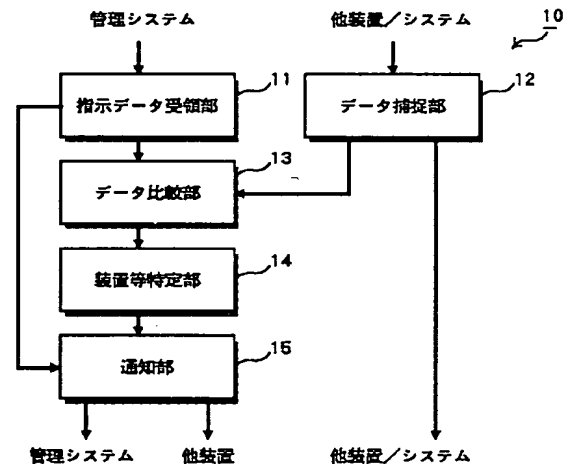 管理システム
他装置/システム
10
指示データ受領部
11
データ捕捉部
12
データ比較部
13
装置等特定部
14
通知部
15
管理システム
他装置
他装置/システム